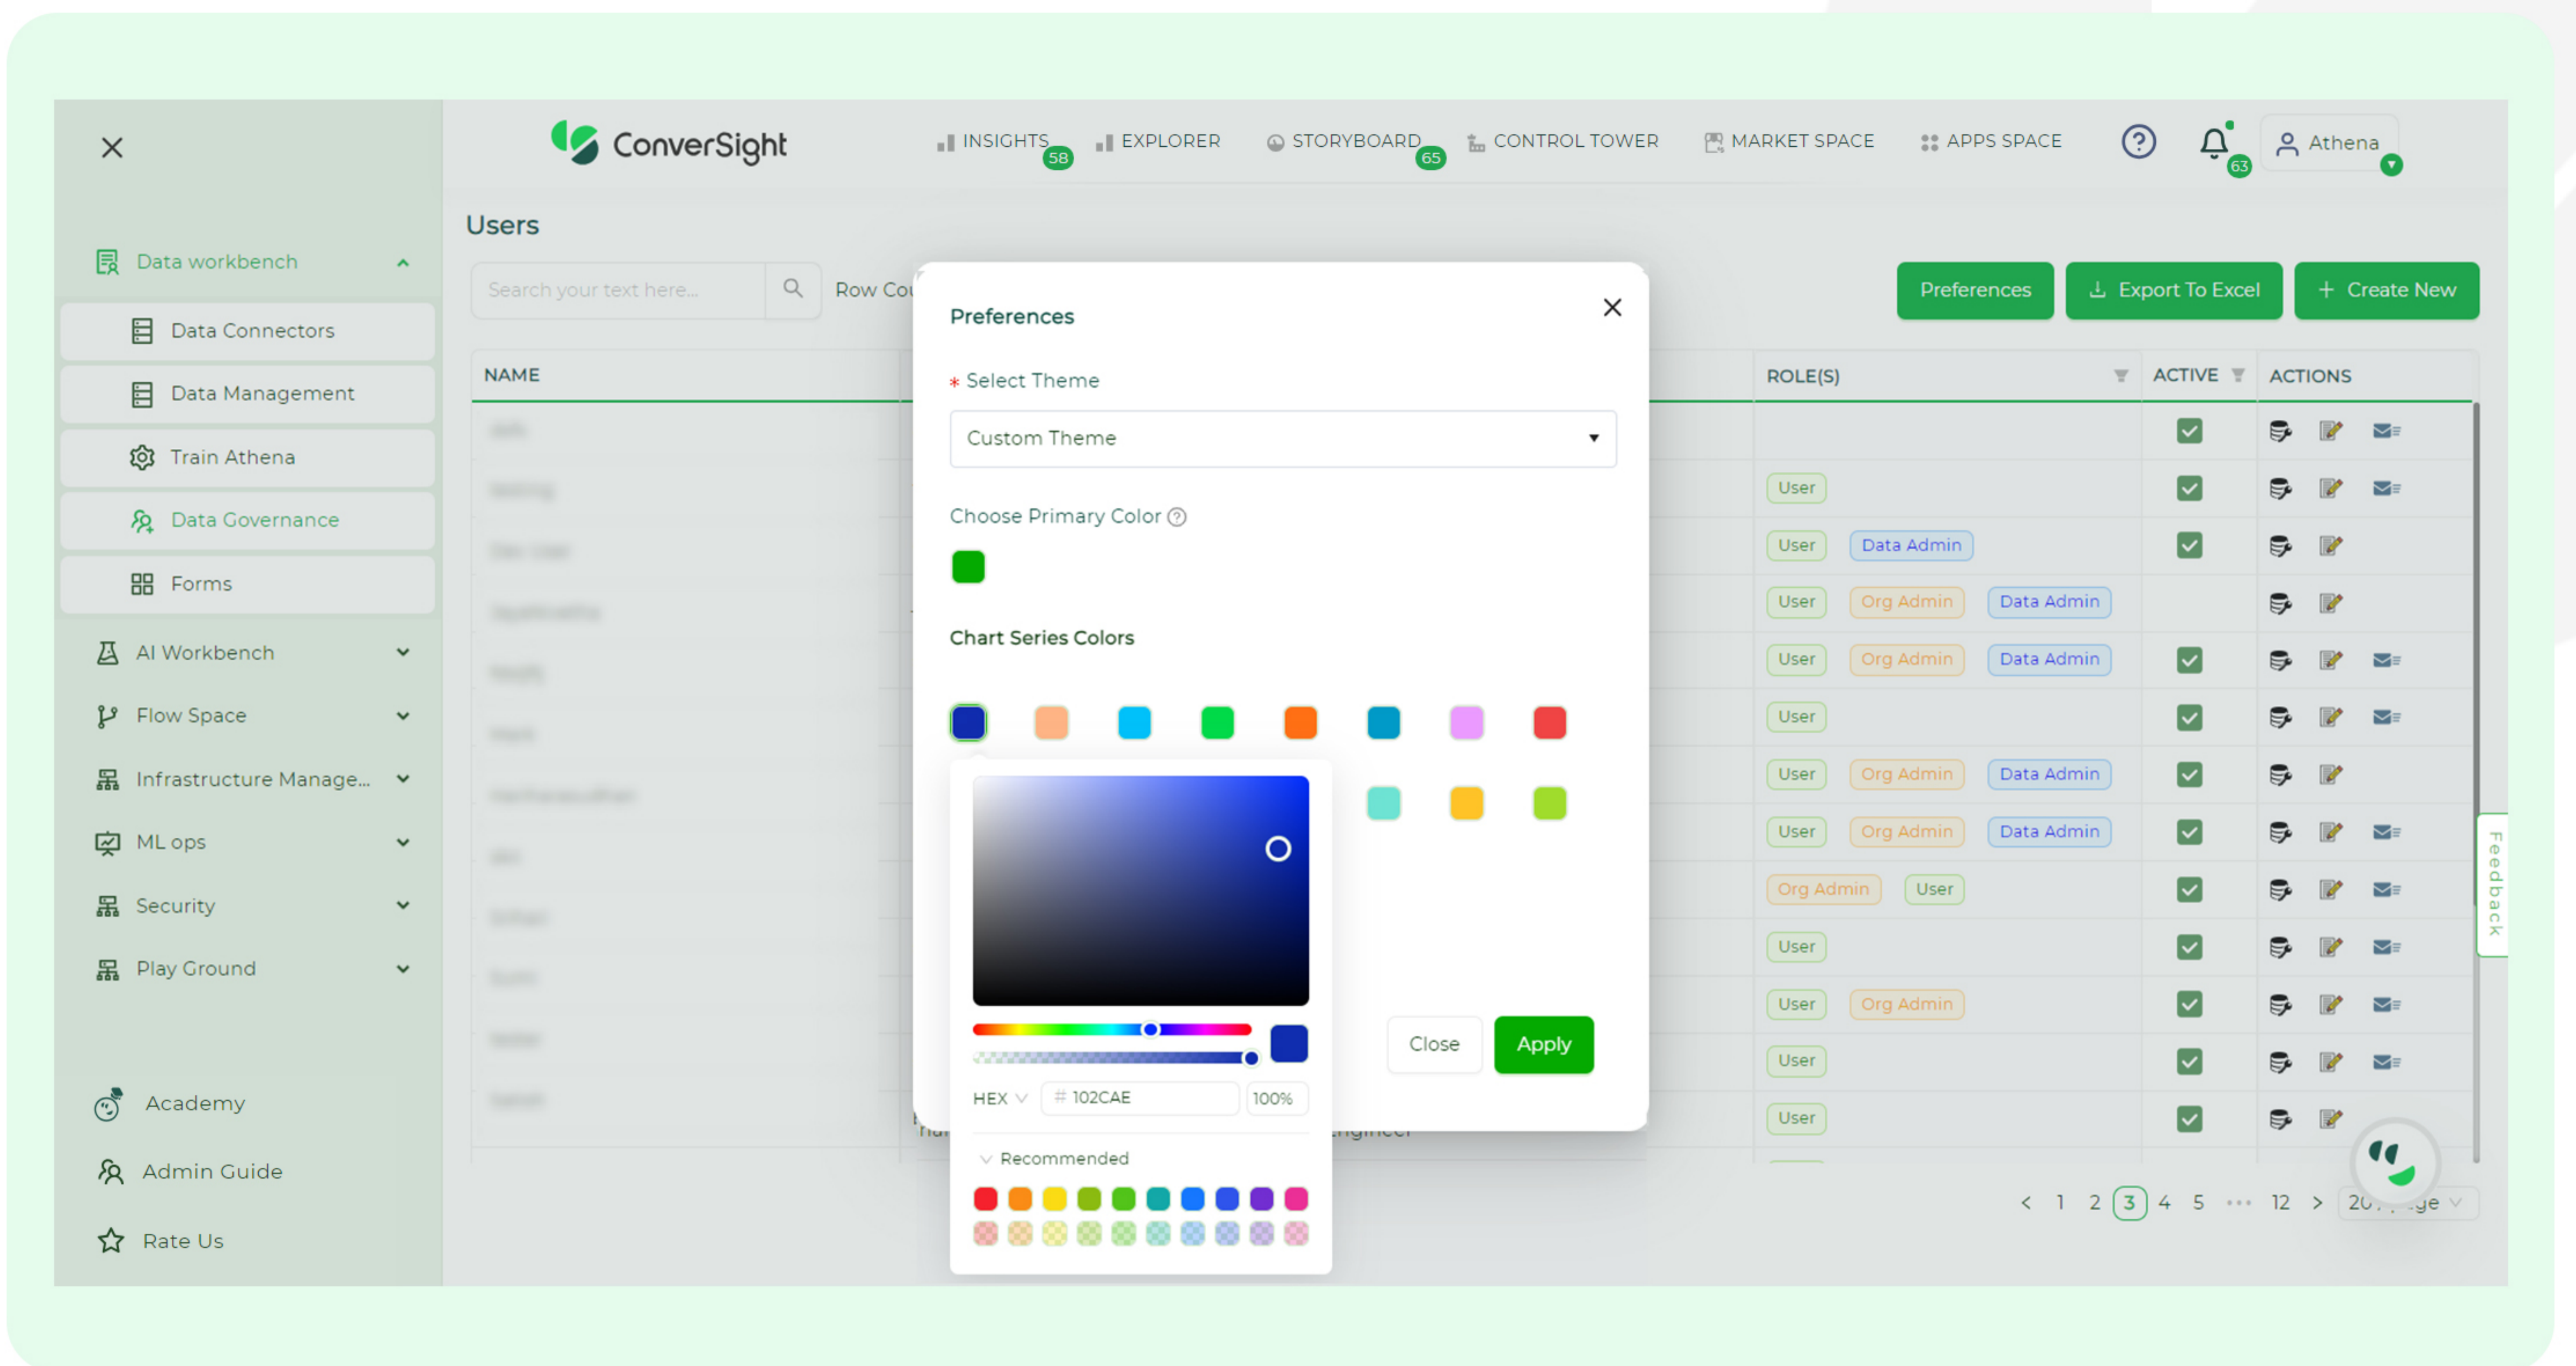 ConverSight
INSIGHTS 58
EXPLORER
STORYBOARD 65
CONTROL TOWER
MARKET SPACE
APPS SPACE
63
Athena
Data workbench
Data Connectors
Data Management
Train Athena
Data Governance
Forms
AI Workbench
Flow Space
Infrastructure Manage...
ML ops
Security
Play Ground
Academy
Admin Guide
Rate Us
Users
Search your text here...
Row
Preferences
Export To Excel
+ Create New
NAME
ROLE(S)
ACTIVE
ACTIONS
User
User Data Admin
User Org Admin Data Admin
User Org Admin Data Admin
User
User Org Admin Data Admin
User Org Admin Data Admin
Org Admin User
User
User Org Admin
User
User
Preferences
* Select Theme
Custom Theme
Choose Primary Color
Chart Series Colors
HEX # 102CAE 100%
Recommended
Close
Apply
< 1 2 3 4 5 ••• 12 >
Feedback